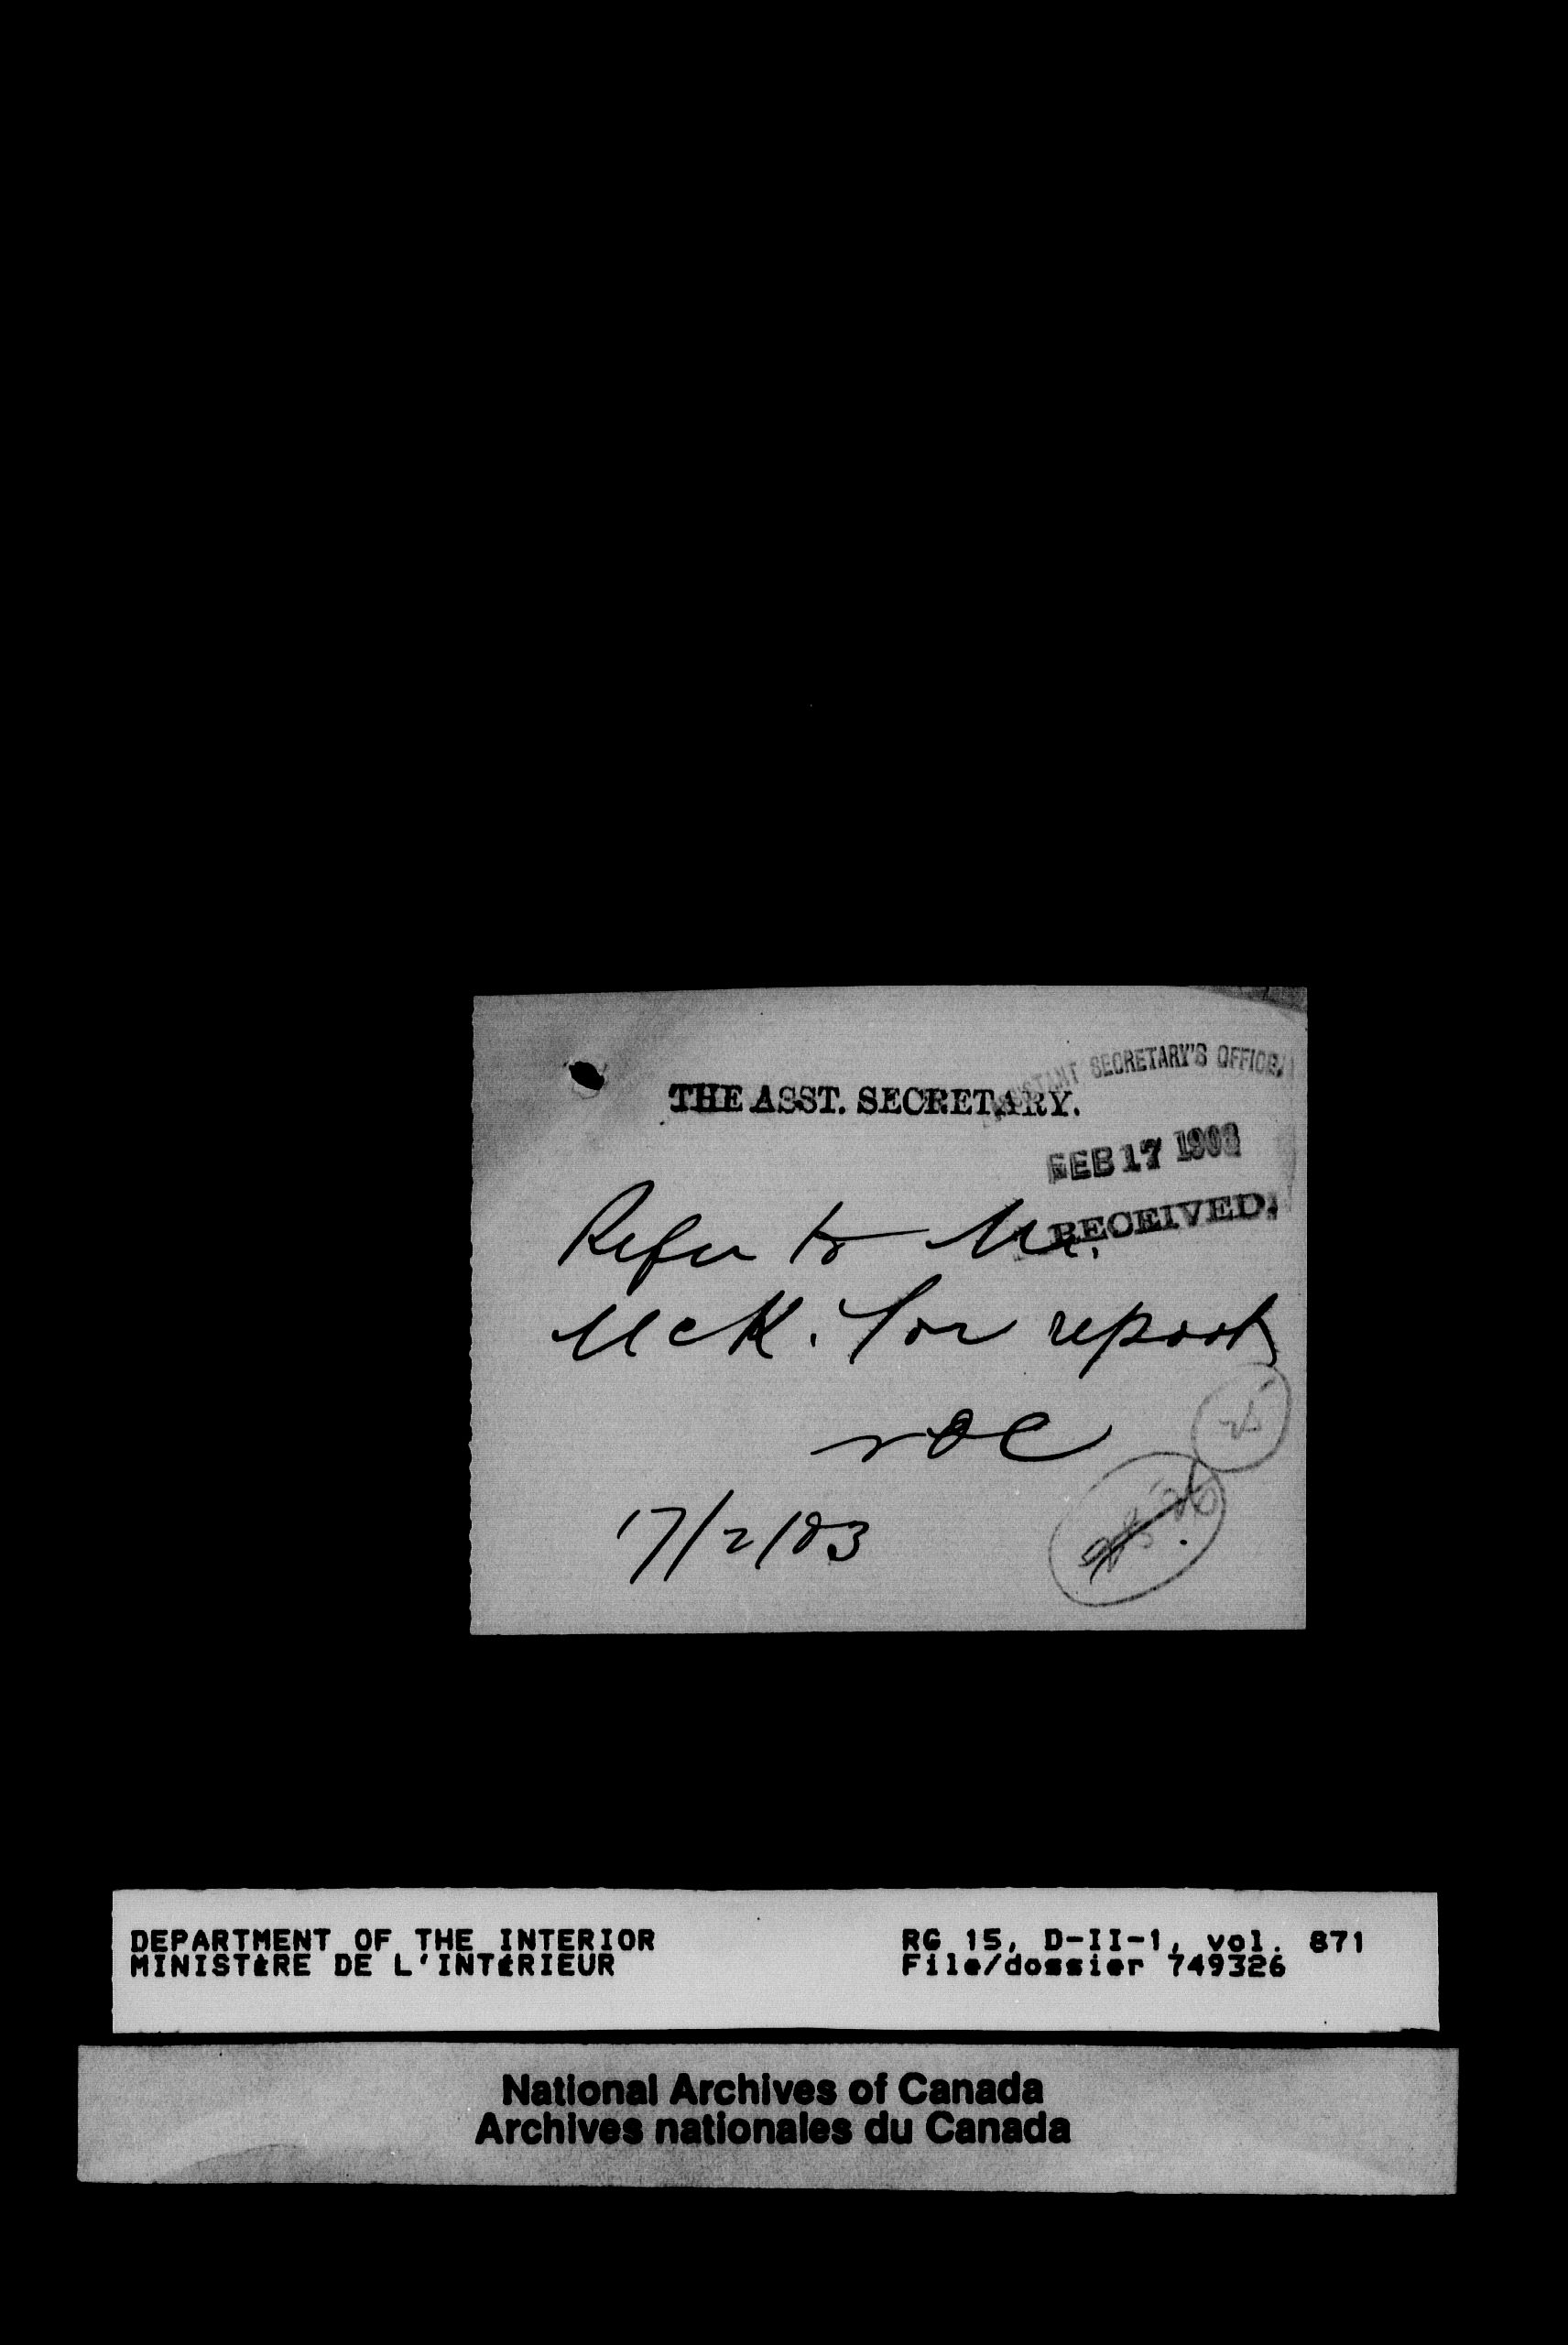 ASSISTANT SECRETARY'S OFFICE,
THE ASST. SECRETARY.
FEB 17 1903
RECEIVED.
Refer to Mr.
McK. for report
17/2/03
DEPARTMENT OF THE INTERIOR
MINISTÈRE DE L'INTÉRIEUR
RG 15, D-II-1, vol. 871
File/dossier 749326
National Archives of Canada
Archives nationales du Canada